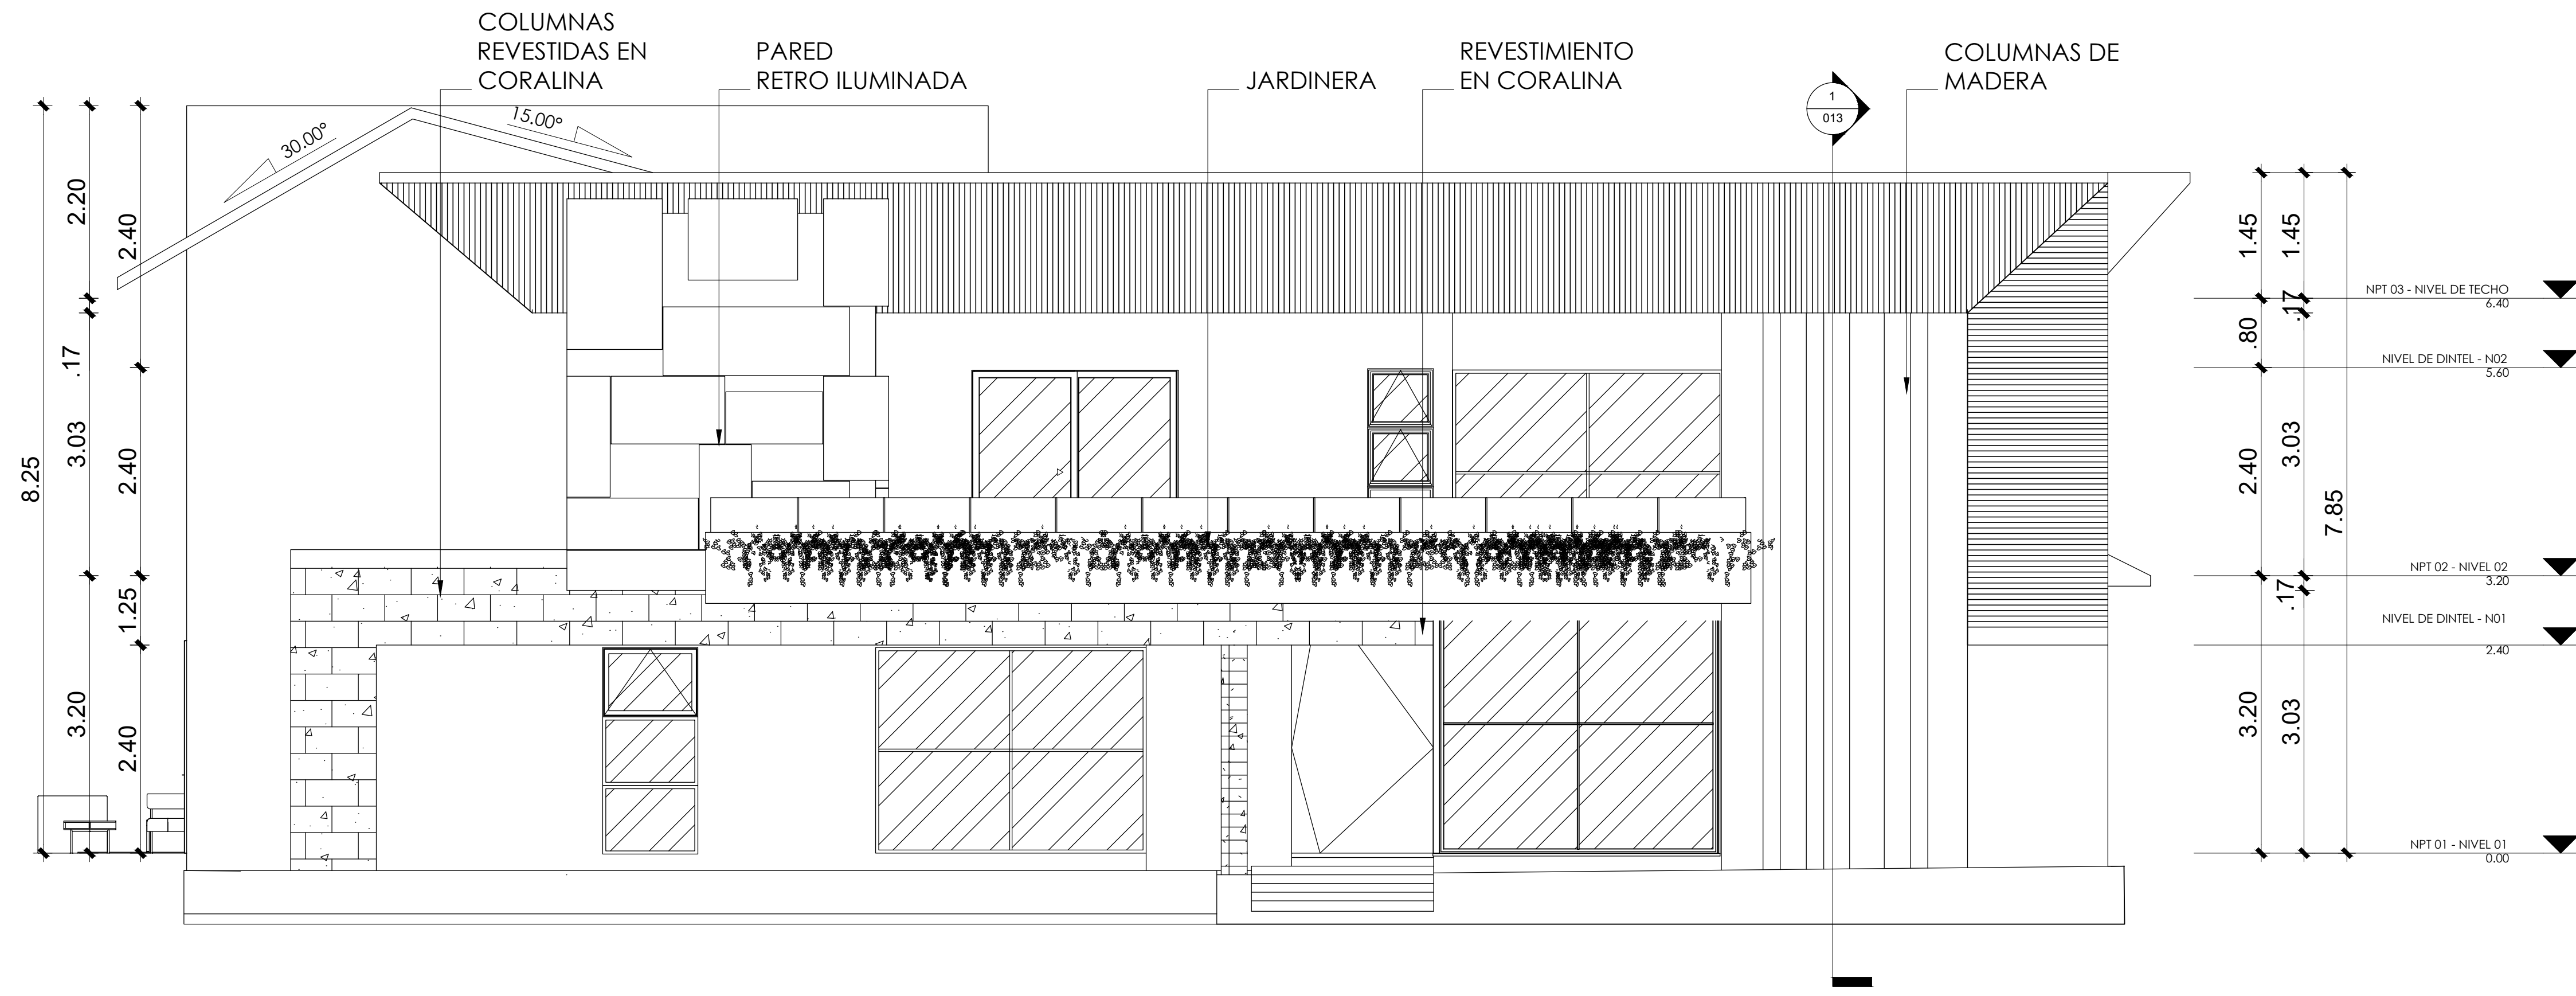 COLUMNAS
REVESTIDAS EN
CORALINA
PARED
RETRO ILUMINADA
JARDINERA
REVESTIMIENTO
EN CORALINA
COLUMNAS DE
MADERA
1
013
30.00°
15.00°
8.25
2.20
.17
3.03
3.20
2.40
2.40
1.25
2.40
1.45
.80
2.40
3.20
1.45
.17
3.03
.17
3.03
7.85
NPT 03 - NIVEL DE TECHO
6.40
NIVEL DE DINTEL - N02
5.60
NPT 02 - NIVEL 02
3.20
NIVEL DE DINTEL - N01
2.40
NPT 01 - NIVEL 01
0.00